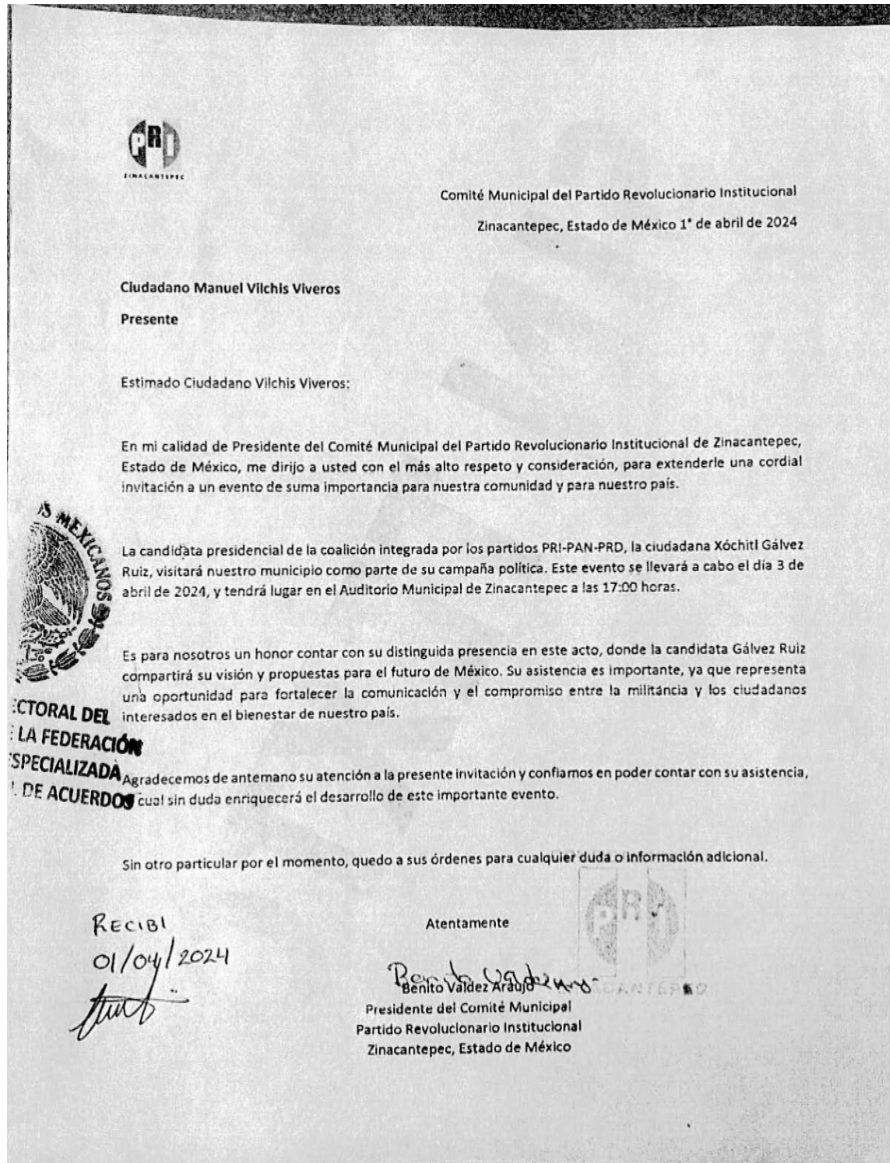 PRI
ZINACANTEPEC
Comité Municipal del Partido Revolucionario Institucional
Zinacantepec, Estado de México 1° de abril de 2024
Ciudadano Manuel Vilchis Viveros
Presente
Estimado Ciudadano Vilchis Viveros:
En mi calidad de Presidente del Comité Municipal del Partido Revolucionario Institucional de Zinacantepec,
Estado de México, me dirijo a usted con el más alto respeto y consideración, para extenderle una cordial
invitación a un evento de suma importancia para nuestra comunidad y para nuestro país.
La candidata presidencial de la coalición integrada por los partidos PRI-PAN-PRD, la ciudadana Xóchitl Gálvez
Ruiz, visitará nuestro municipio como parte de su campaña política. Este evento se llevará a cabo el día 3 de
abril de 2024, y tendrá lugar en el Auditorio Municipal de Zinacantepec a las 17:00 horas.
Es para nosotros un honor contar con su distinguida presencia en este acto, donde la candidata Gálvez Ruiz
compartirá su visión y propuestas para el futuro de México. Su asistencia es importante, ya que representa
una oportunidad para fortalecer la comunicación y el compromiso entre la militancia y los ciudadanos
interesados en el bienestar de nuestro país.
Agradecemos de antemano su atención a la presente invitación y confiamos en poder contar con su asistencia,
cual sin duda enriquecerá el desarrollo de este importante evento.
Sin otro particular por el momento, quedo a sus órdenes para cualquier duda o información adicional.
S MEXICANOS
ECTORAL DEL
E LA FEDERACIÓN
ESPECIALIZADA
L DE ACUERDOS
RECIBI
01/04/2024
Atentamente
Benito Valdez Araujo
Presidente del Comité Municipal
Partido Revolucionario Institucional
Zinacantepec, Estado de México
PRI